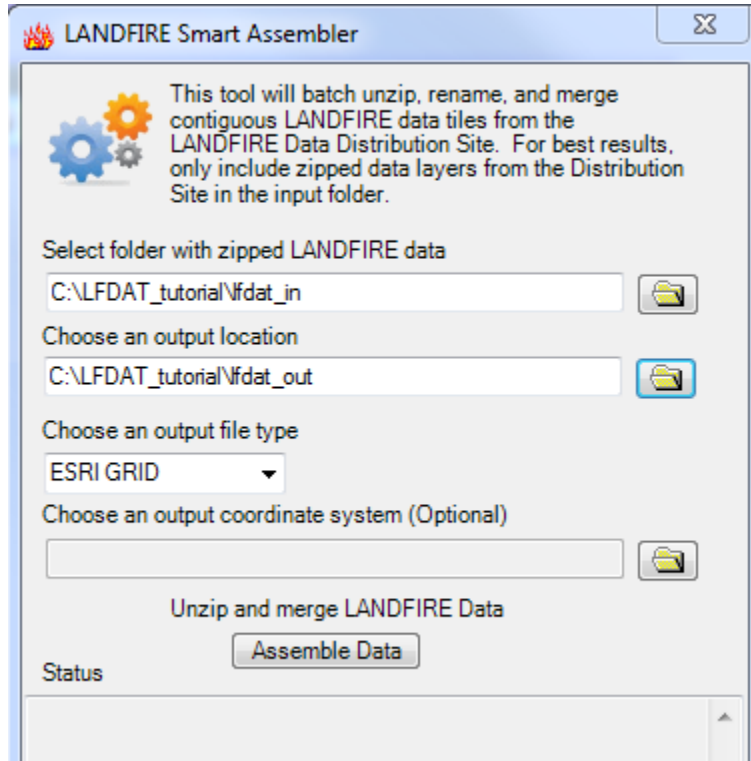 LANDFIRE Smart Assembler
This tool will batch unzip, rename, and merge
contiguous LANDFIRE data tiles from the
LANDFIRE Data Distribution Site.  For best results,
only include zipped data layers from the Distribution
Site in the input folder.
Select folder with zipped LANDFIRE data
C:\LFDAT_tutorial\lfdat_in
Choose an output location
C:\LFDAT_tutorial\lfdat_out
Choose an output file type
ESRI GRID
Choose an output coordinate system (Optional)
Unzip and merge LANDFIRE Data
Assemble Data
Status